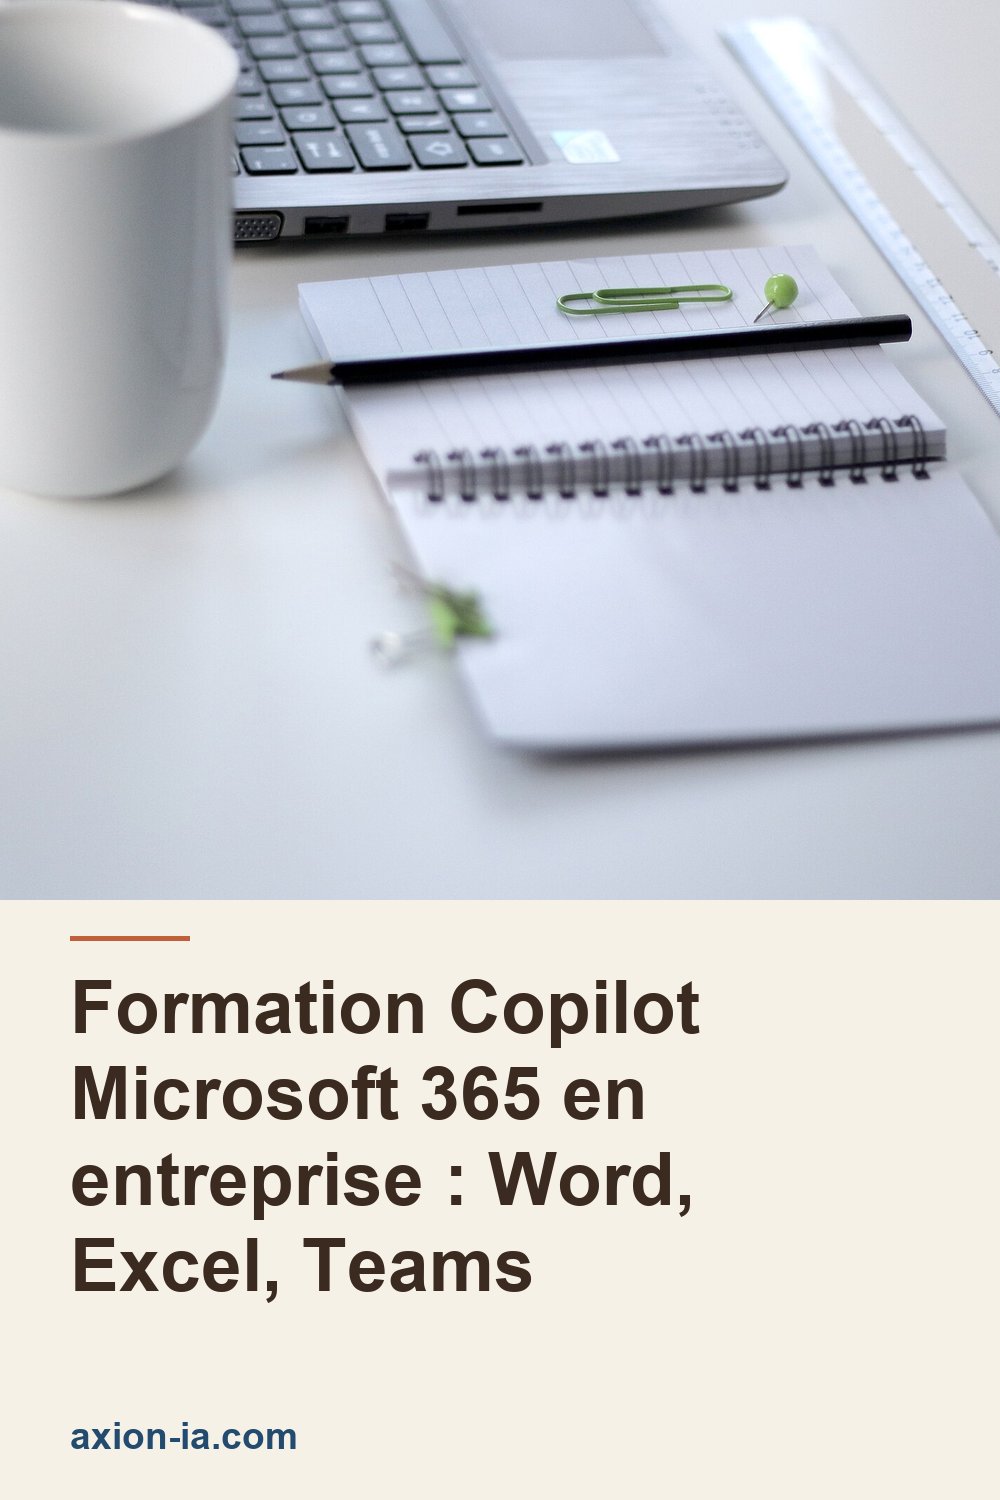 Formation Copilot
Microsoft 365 en
entreprise : Word,
Excel, Teams
axion-ia.com